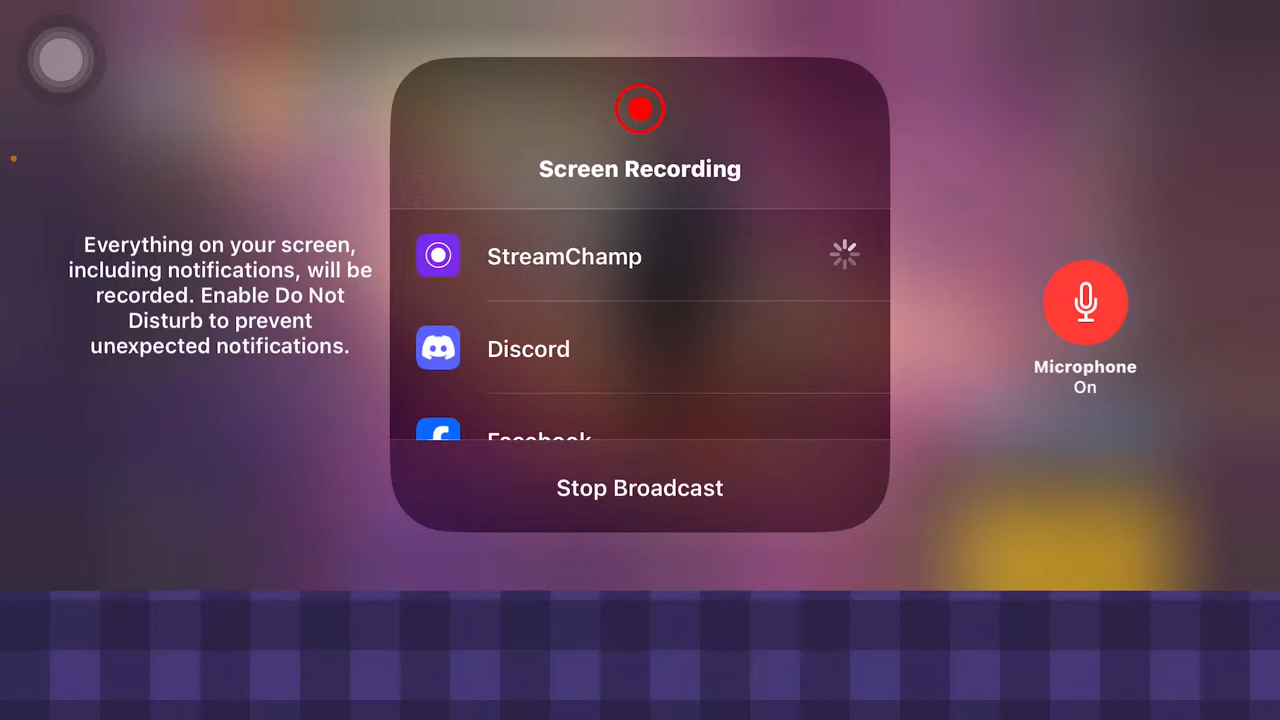 Screen Recording
Everything on your screen,
including notifications, will be
recorded. Enable Do Not
Disturb to prevent
unexpected notifications.
StreamChamp
Discord
Facebook
Stop Broadcast
Microphone
On